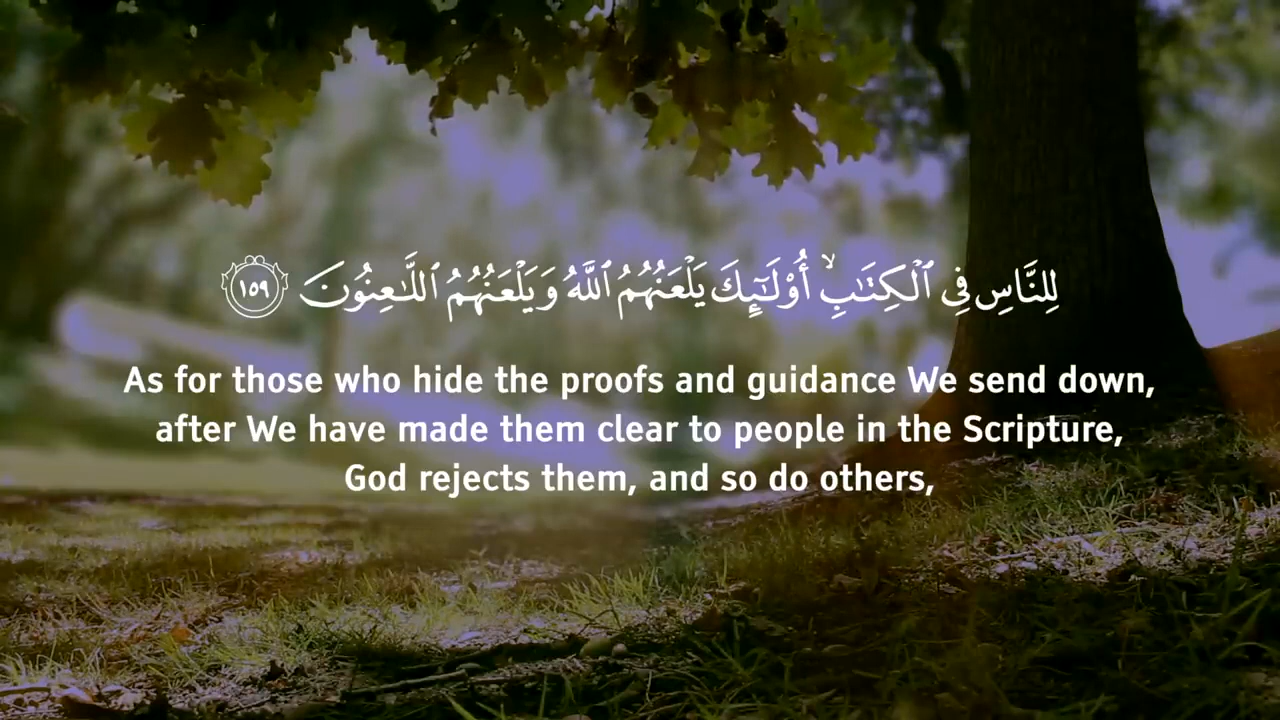 لِلنَّاسِ فِى ٱلْكِتَٰبِ ۙ أُو۟لَٰٓئِكَ يَلْعَنُهُمُ ٱللَّهُ وَيَلْعَنُهُمُ ٱللَّٰعِنُونَ ١٥٩
As for those who hide the proofs and guidance We send down,
after We have made them clear to people in the Scripture,
God rejects them, and so do others,